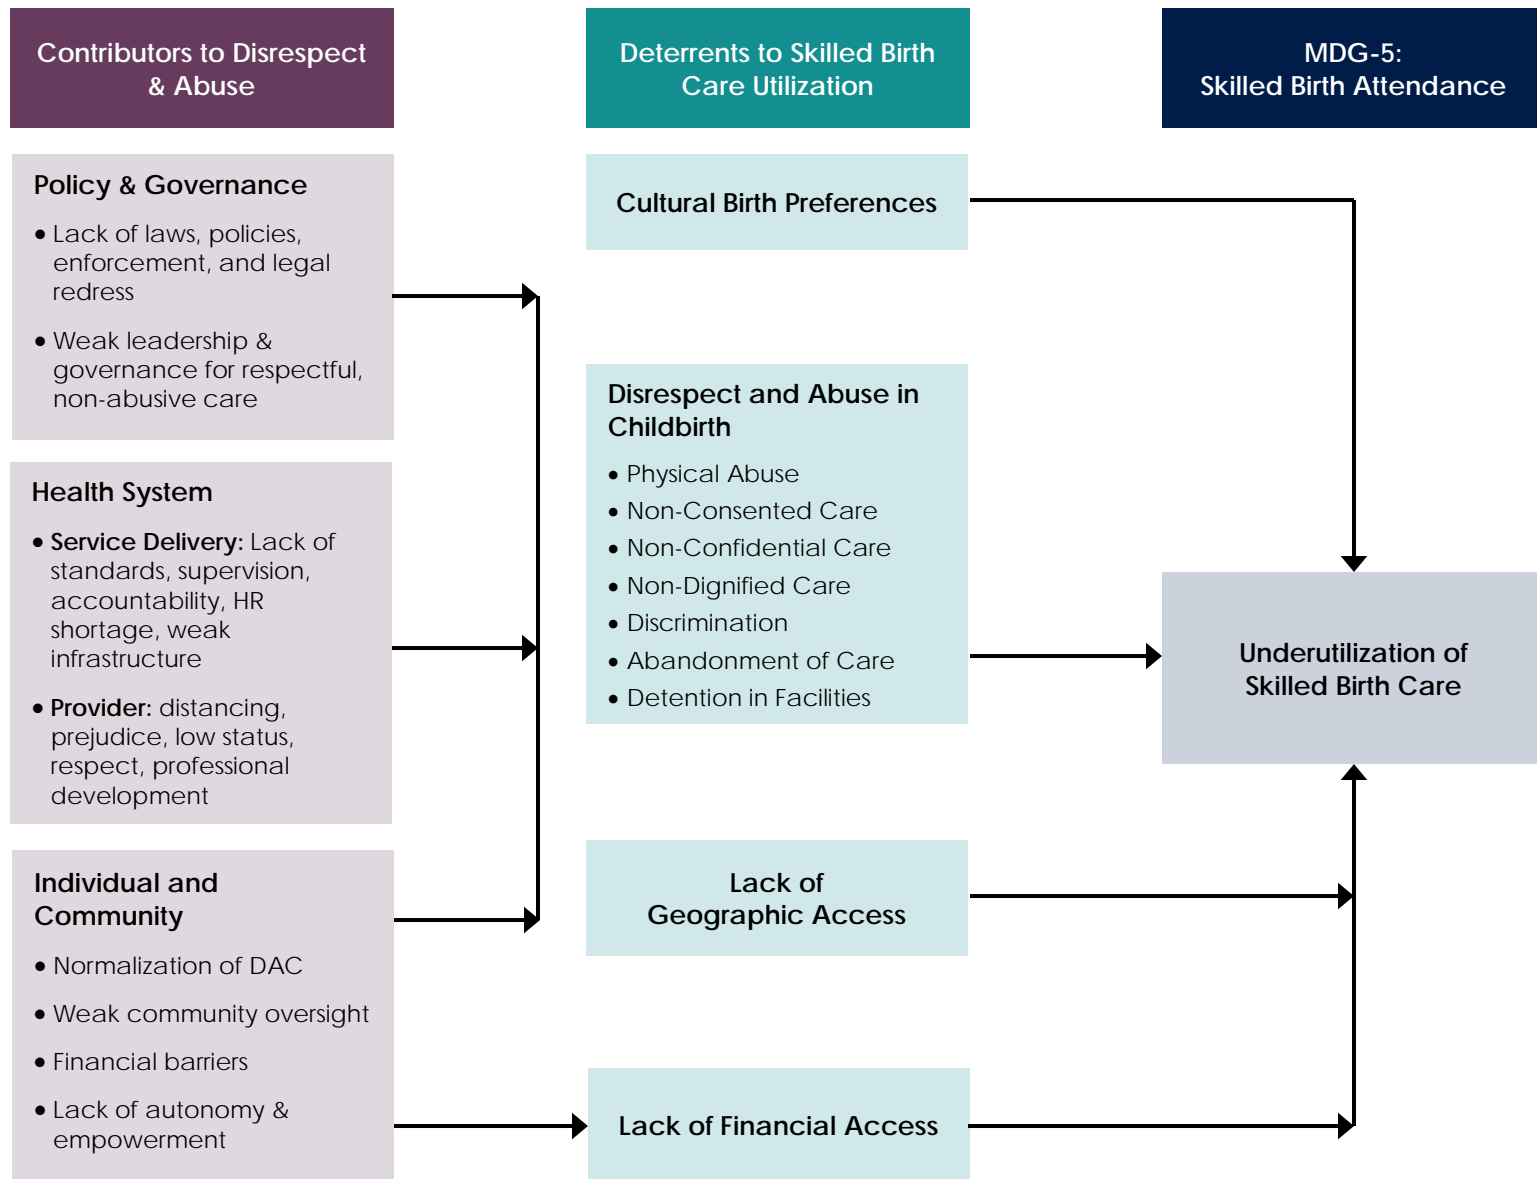 Contributors to Disrespect
& Abuse
Deterrents to Skilled Birth
Care Utilization
MDG-5:
Skilled Birth Attendance
Policy & Governance
• Lack of laws, policies,
enforcement, and legal
redress
• Weak leadership &
governance for respectful,
non-abusive care
Health System
• Service Delivery: Lack of
standards, supervision,
accountability, HR
shortage, weak
infrastructure
• Provider: distancing,
prejudice, low status,
respect, professional
development
Individual and
Community
• Normalization of DAC
• Weak community oversight
• Financial barriers
• Lack of autonomy &
empowerment
Cultural Birth Preferences
Disrespect and Abuse in
Childbirth
• Physical Abuse
• Non-Consented Care
• Non-Confidential Care
• Non-Dignified Care
• Discrimination
• Abandonment of Care
• Detention in Facilities
Lack of
Geographic Access
Lack of Financial Access
Underutilization of
Skilled Birth Care